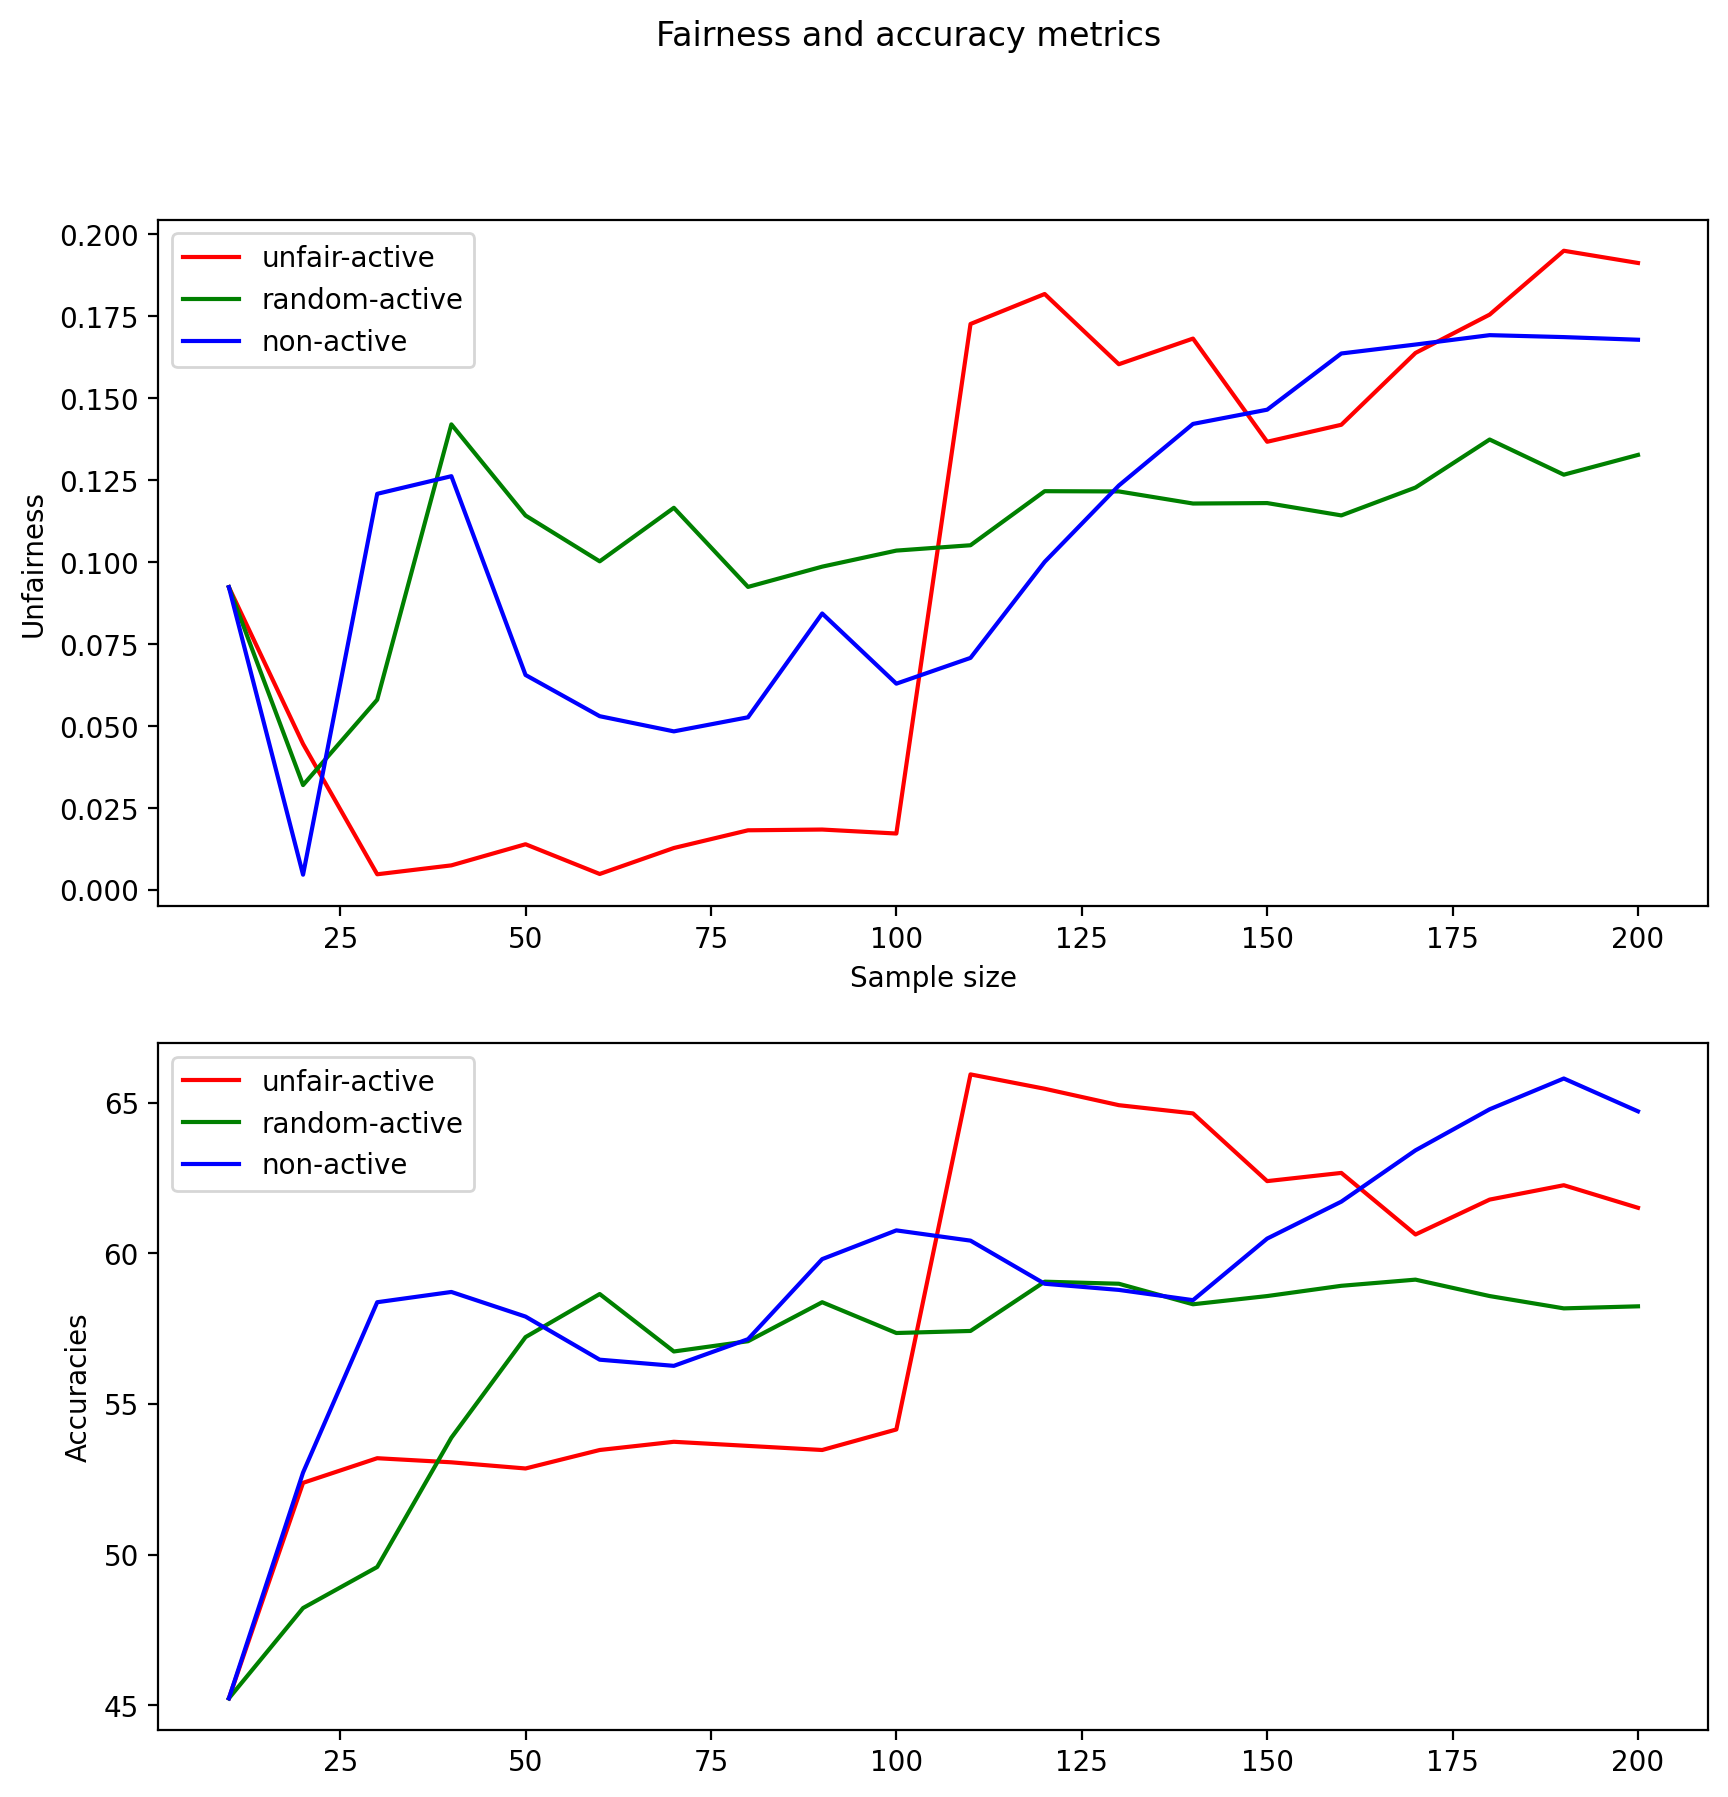 Fairness and accuracy metrics
unfair-active
random-active
non-active
0.200
0.175
0.150
0.125
0.100
0.075
0.050
0.025
0.000
Unfairness
25 50 75 100 125 150 175 200
Sample size
unfair-active
random-active
non-active
65
60
55
50
45
Accuracies
25 50 75 100 125 150 175 200